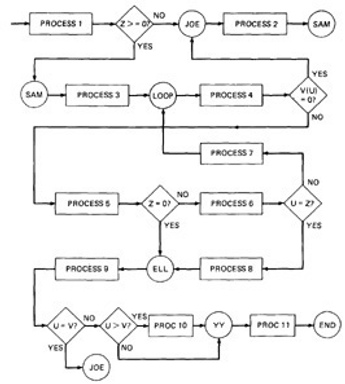 PROCESS 1
Z >= 0?
NO
JOE
PROCESS 2
SAM
YES
SAM
PROCESS 3
LOOP
PROCESS 4
V(U) = 0?
YES
NO
PROCESS 7
PROCESS 5
Z = 0?
NO
PROCESS 6
U = Z?
NO
YES
YES
PROCESS 9
ELL
PROCESS 8
U = V?
NO
U > V?
YES
PROC 10
YY
PROC 11
END
YES
NO
JOE